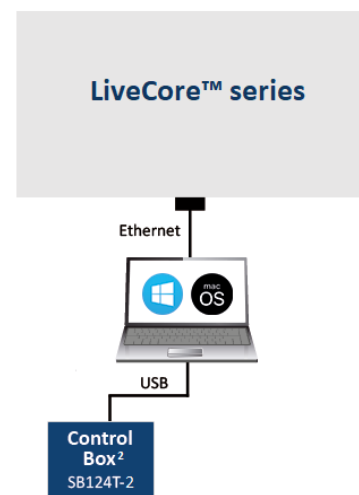 LiveCore™ series
Ethernet
mac
OS
USB
Control
Box²
SB124T-2